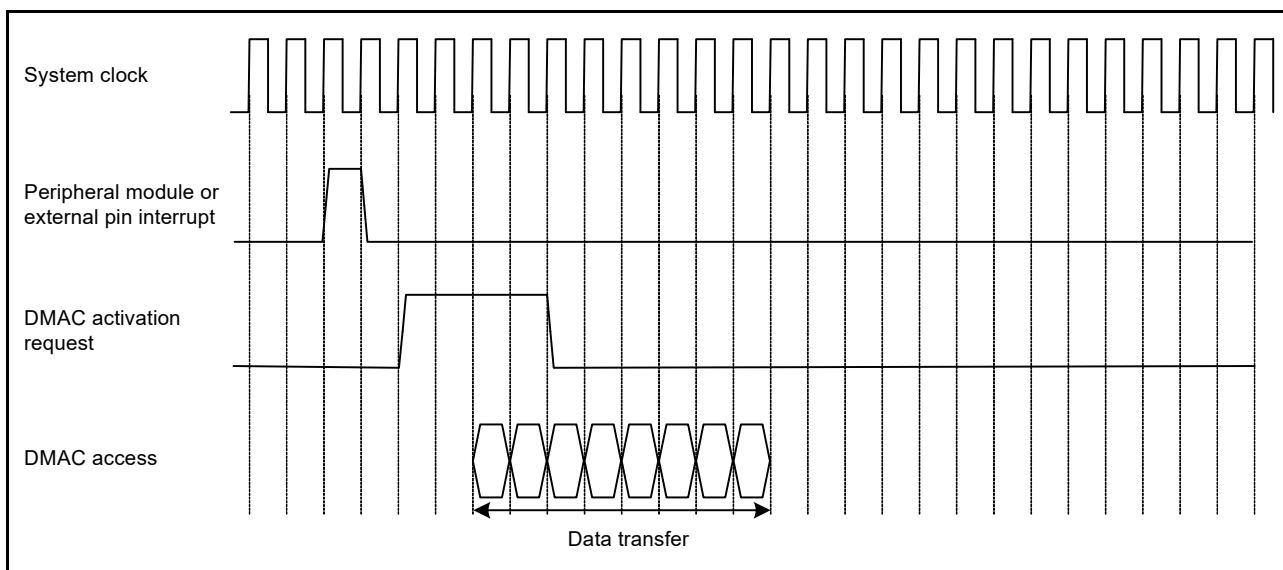 System clock
Peripheral module or
external pin interrupt
DMAC activation
request
DMAC access
Data transfer